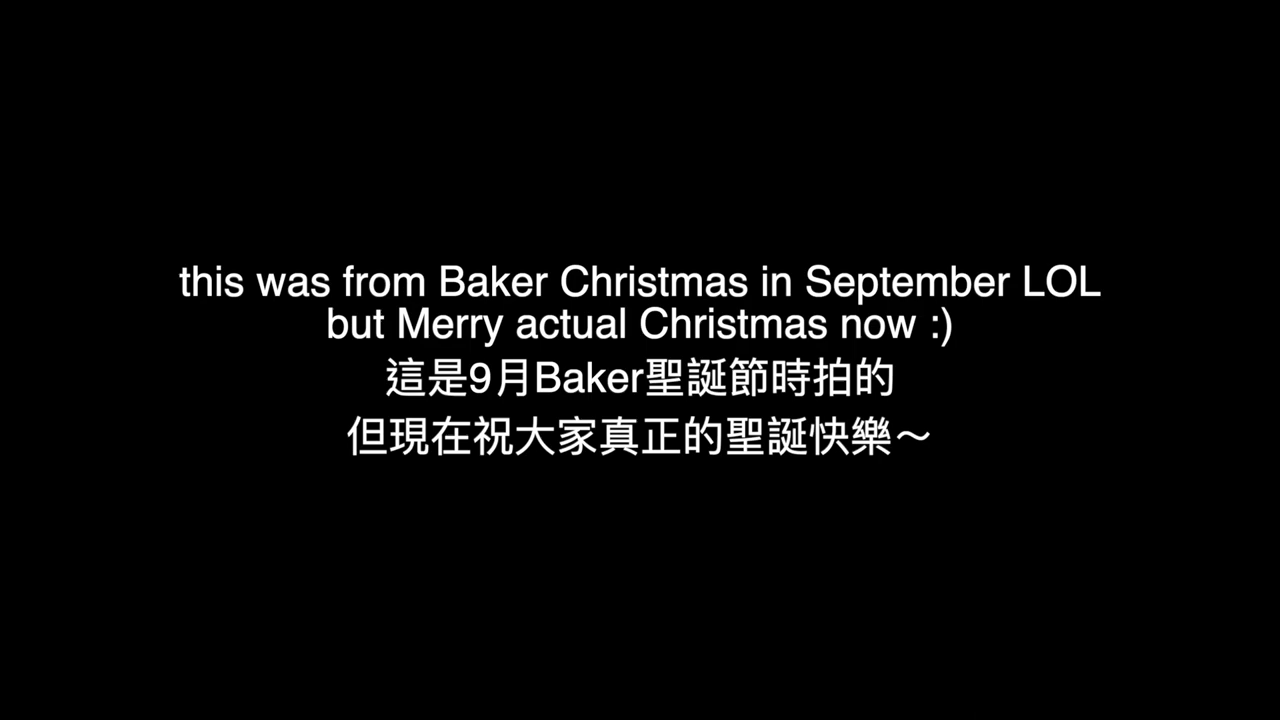 this was from Baker Christmas in September LOL
but Merry actual Christmas now :)
這是9月Baker聖誕節時拍的
但現在祝大家真正的聖誕快樂～